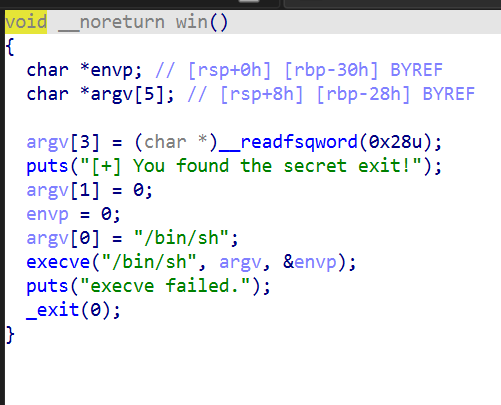 void __noreturn win()
{
char *envp; // [rsp+0h] [rbp-30h] BYREF
char *argv[5]; // [rsp+8h] [rbp-28h] BYREF
argv[3] = (char *)__readfsqword(0x28u);
puts("[+] You found the secret exit!");
argv[1] = 0;
envp = 0;
argv[0] = "/bin/sh";
execve("/bin/sh", argv, &envp);
puts("execve failed.");
_exit(0);
}